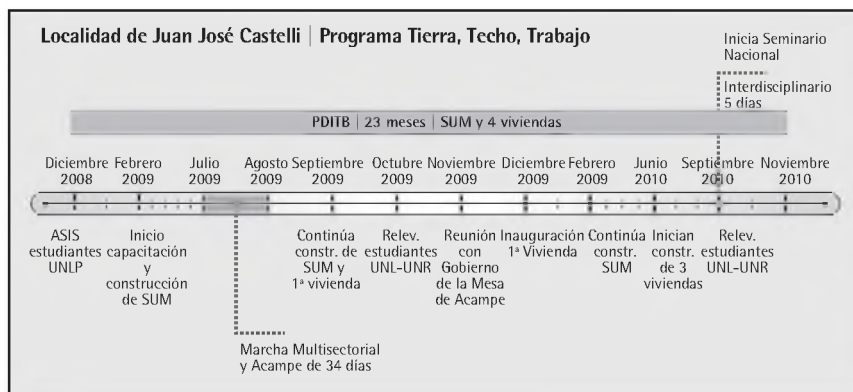 Localidad de Juan José Castelli | Programa Tierra, Techo, Trabajo
Inicia Seminario
Nacional
Interdisciplinario
5 días
PDITB | 23 meses | SUM y 4 viviendas
Diciembre
2008
Febrero
2009
Julio
2009
Agosto
2009
Septiembre
2009
Octubre
2009
Noviembre
2009
Diciembre
2009
Febrero
2009
Junio
2010
Septiembre
2010
Noviembre
2010
ASIS
estudiantes
UNLP
Inicio
capacitación
y
construcción
de SUM
Continúa
constr. de
SUM y
1ª vivienda
Relev.
estudiantes
UNL-UNR
Reunión
con
Gobierno
de la Mesa
de Acampe
Inauguración
1ª Vivienda
Continúa
constr.
SUM
Inician
constr.
de 3
viviendas
Relev.
estudiantes
UNL-UNR
Marcha Multisectorial
y Acampe de 34 días